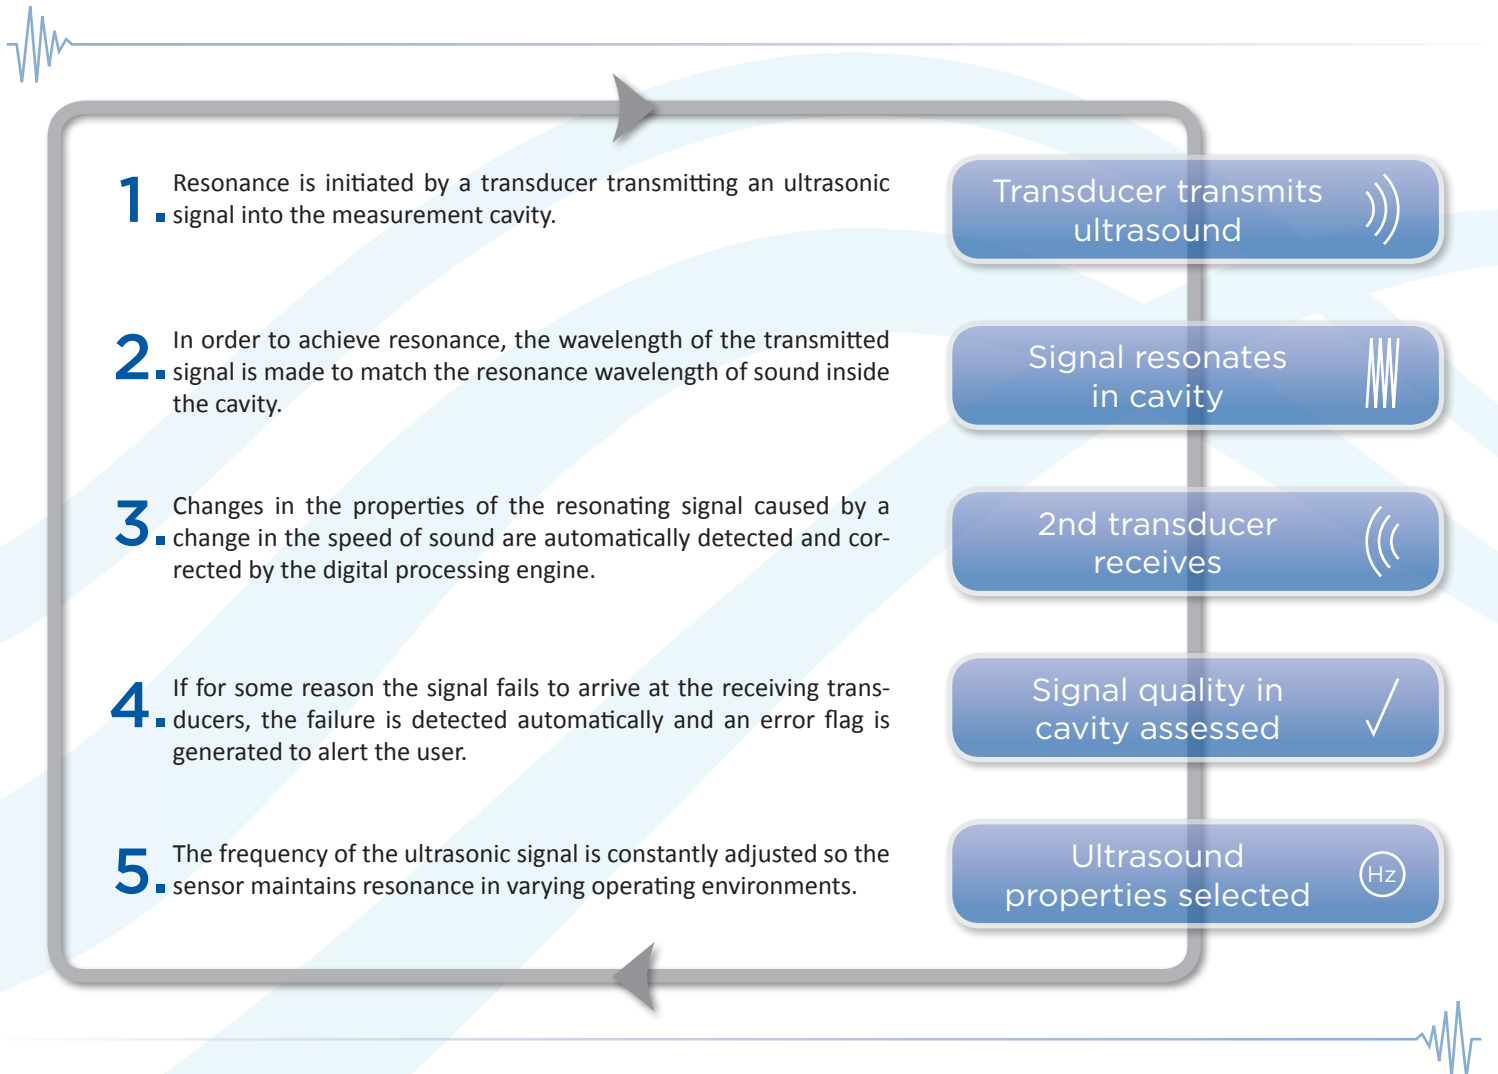 1. Resonance is initiated by a transducer transmitting an ultrasonic
signal into the measurement cavity.
Transducer transmits
ultrasound
2. In order to achieve resonance, the wavelength of the transmitted
signal is made to match the resonance wavelength of sound inside
the cavity.
Signal resonates
in cavity
3. Changes in the properties of the resonating signal caused by a
change in the speed of sound are automatically detected and cor-
rected by the digital processing engine.
2nd transducer
receives
4. If for some reason the signal fails to arrive at the receiving trans-
ducers, the failure is detected automatically and an error flag is
generated to alert the user.
Signal quality in
cavity assessed
5. The frequency of the ultrasonic signal is constantly adjusted so the
sensor maintains resonance in varying operating environments.
Ultrasound
properties selected
Hz